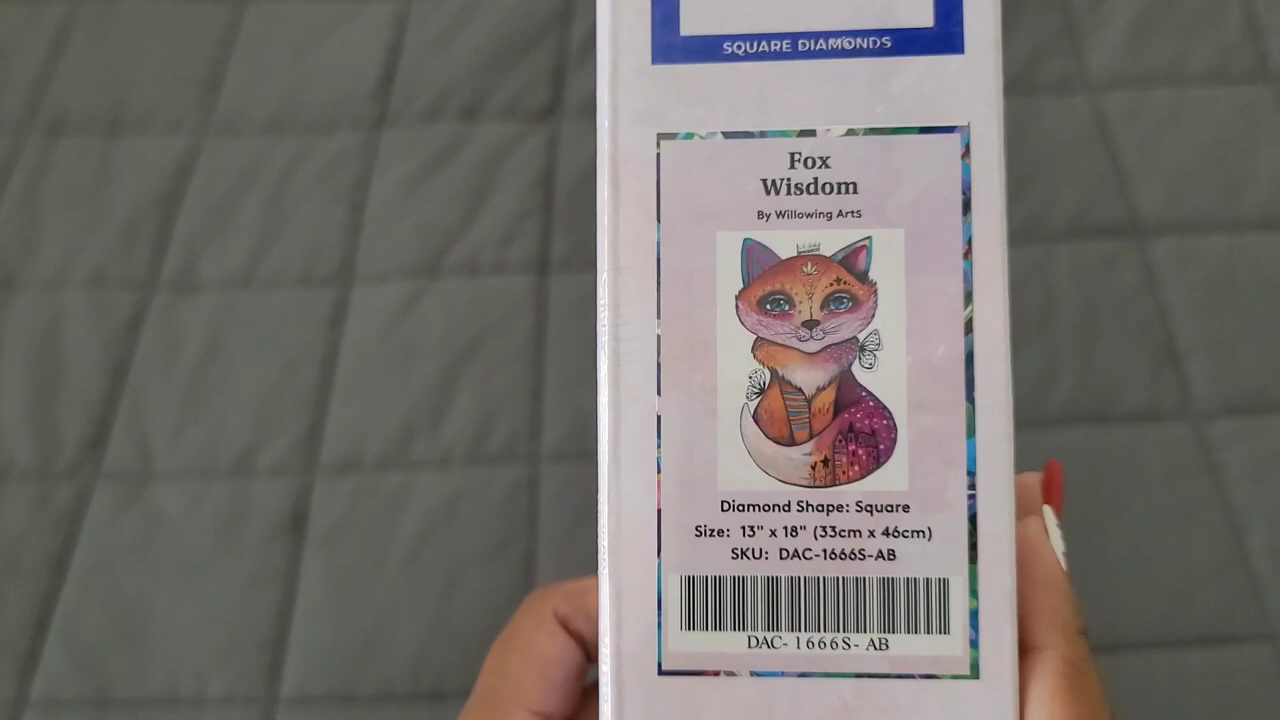 SQUARE DIAMONDS
Fox
Wisdom
By Willowing Arts
Diamond Shape: Square
Size: 13" x 18" (33cm x 46cm)
SKU: DAC-1666S-AB
DAC- 1666S- AB